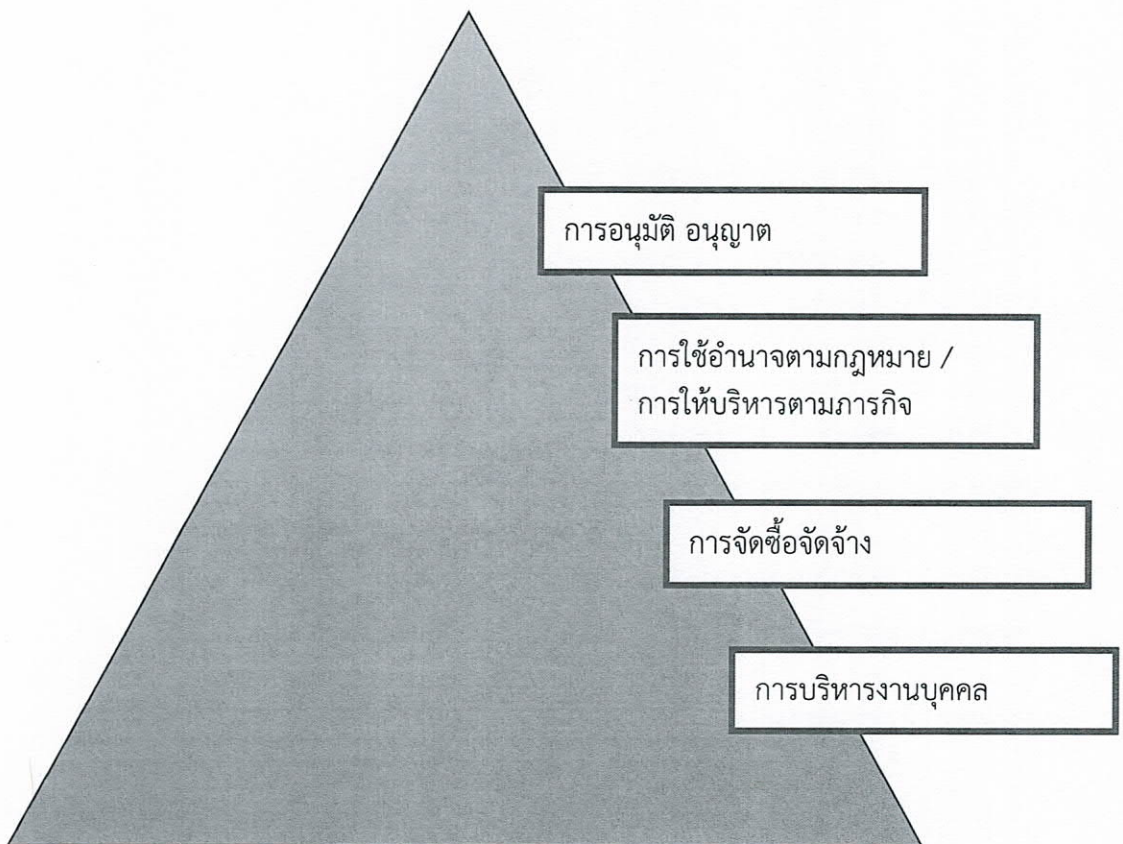 การอนุมัติ อนุญาต
การใช้อำนาจตามกฎหมาย /
การให้บริหารตามภารกิจ
การจัดซื้อจัดจ้าง
การบริหารงานบุคคล